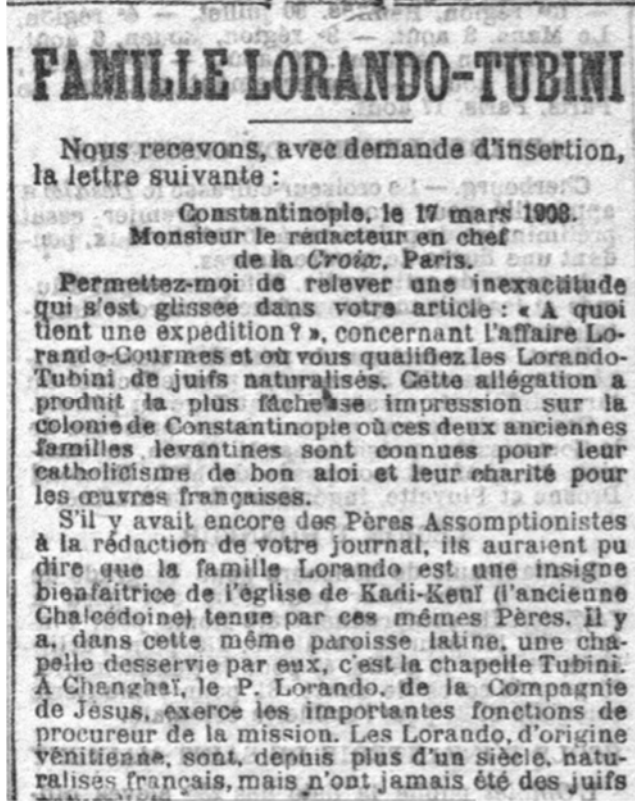 FAMILLE LORANDO-TUBINI
Nous recevons, avec demande d'insertion,
la lettre suivante :
Constantinople, le 17 mars 1903.
Monsieur le rédacteur en chef
de la Croix, Paris.
Permettez-moi de relever une inexactitude
qui s'est glissée dans votre article : « A quoi
tient une expédition ? », concernant l'affaire Lo-
rando-Courmes et où vous qualifiez les Lorando-
Tubini de juifs naturalisés. Cette allégation a
produit la plus fâcheuse impression sur la
colonie de Constantinople où ces deux anciennes
familles levantines sont connues pour leur
catholicisme de bon aloi et leur charité pour
les œuvres françaises.
S'il y avait encore des Pères Assomptionistes
à la rédaction de votre journal, ils auraient pu
dire que la famille Lorando est une insigne
bienfaitrice de l'église de Kadi-Keuï (l'ancienne
Chalcédoine) tenue par ces mêmes Pères. Il y
a, dans cette même paroisse latine, une cha-
pelle desservie par eux, c'est la chapelle Tubini.
A Changhaï, le P. Lorando, de la Compagnie
de Jésus, exerce les importantes fonctions de
procureur de la mission. Les Lorando, d'origine
vénitienne, sont, depuis plus d'un siècle, natu-
ralisés français, mais n'ont jamais été des juifs